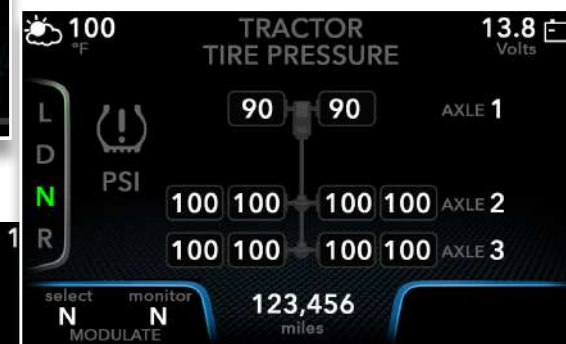 100 °F
TRACTOR
TIRE PRESSURE
13.8
Volts
L
D
N
R
PSI
90 90 AXLE 1
100 100 100 100 AXLE 2
100 100 100 100 AXLE 3
1
select monitor
N N
MODULATE
123,456
miles